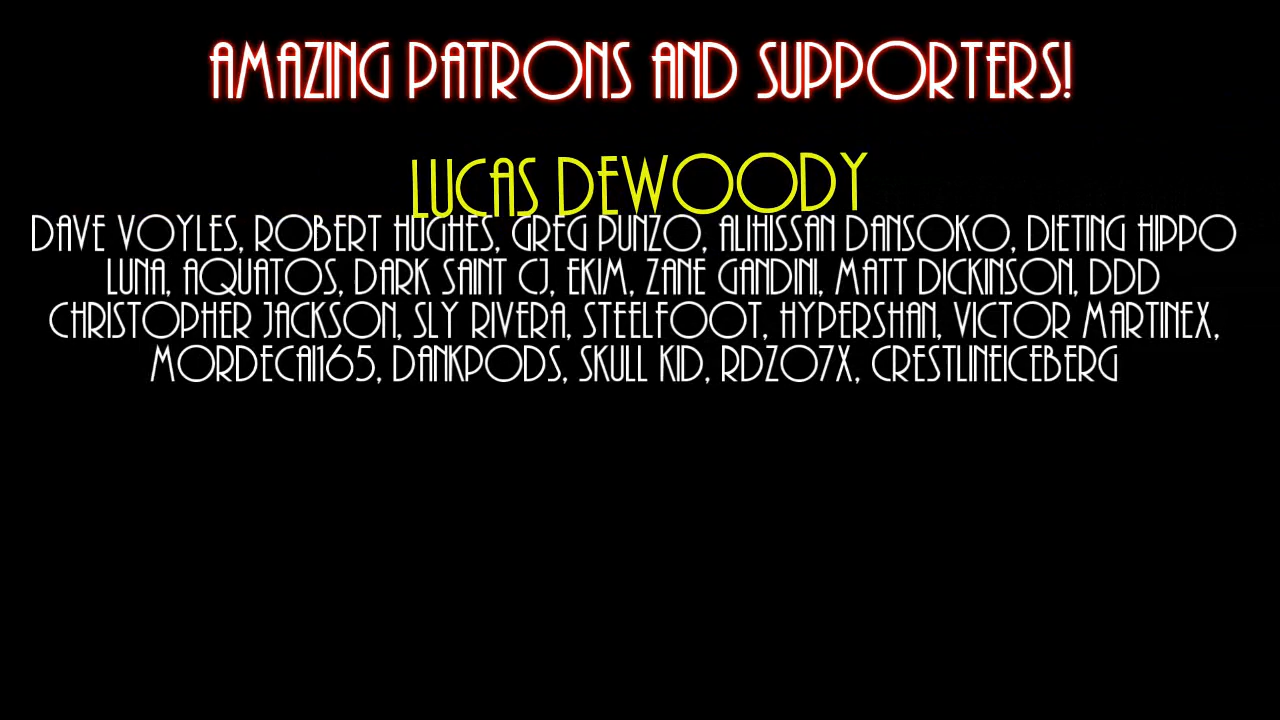 AMAZING PATRONS AND SUPPORTERS!
LUCAS DEWOODY
DAVE VOYLES, ROBERT HUGHES, GREG PUNZO, ALIHISSAN DANSOKO, DIETING HIPPO
LUNA, AQUATOS, DARK SAINT CJ, EKIM, ZANE GANDINI, MATT DICKINSON, DDD
CHRISTOPHER JACKSON, SLY RIVERA, STEELFOOT, HYPERSHAN, VICTOR MARTINEX,
MORDECAI165, DANKPODS, SKULL KID, RDZO7X, CRESTLINEICEBERG